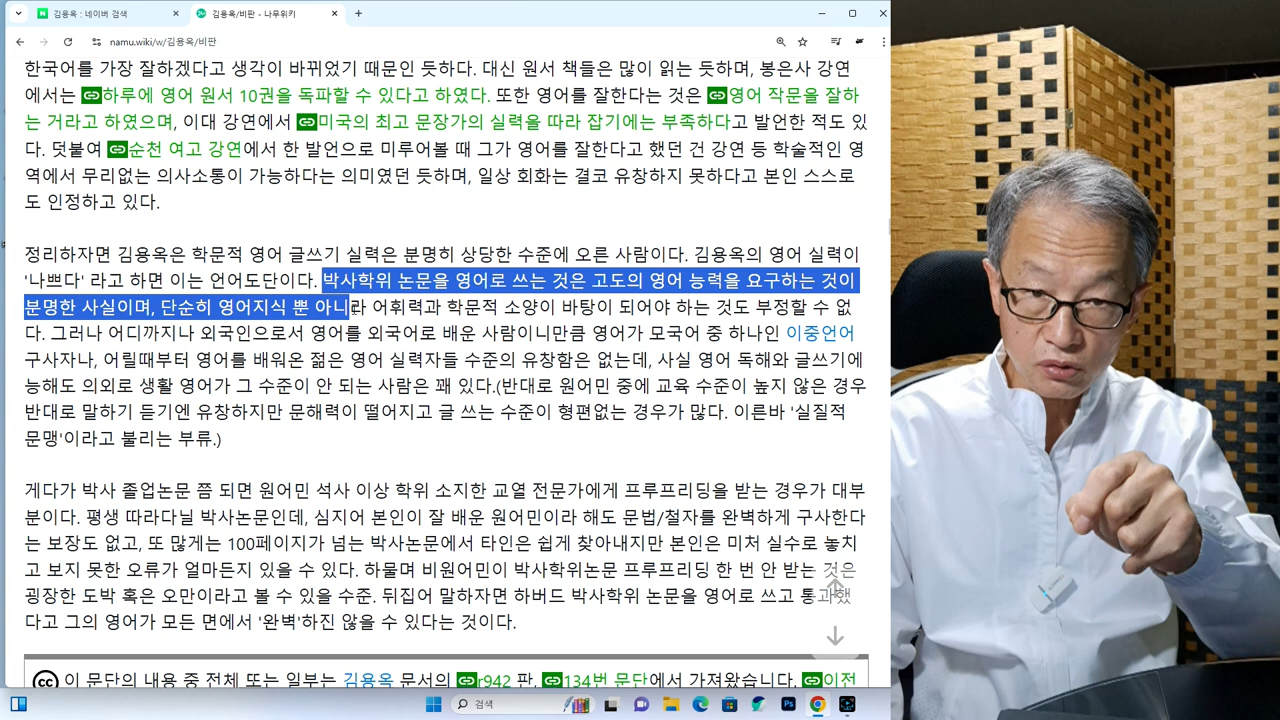 김용옥 : 네이버 검색
김용옥/비판 - 나무위키
namu.wiki/w/김용옥/비판
한국어를 가장 잘하겠다고 생각이 바뀌었기 때문인 듯하다. 대신 원서 책들은 많이 읽는 듯하며, 봉은사 강연
에서는 하루에 영어 원서 10권을 독파할 수 있다고 하였다. 또한 영어를 잘한다는 것은 영어 작문을 잘하
는 거라고 하였으며, 이대 강연에서 미국의 최고 문장가의 실력을 따라 잡기에는 부족하다고 발언한 적도 있
다. 덧붙여 순천 여고 강연에서 한 발언으로 미루어볼 때 그가 영어를 잘한다고 했던 건 강연 등 학술적인 영
역에서 무리없는 의사소통이 가능하다는 의미였던 듯하며, 일상 회화는 결코 유창하지 못하다고 본인 스스로
도 인정하고 있다.
정리하자면 김용옥은 학문적 영어 글쓰기 실력은 분명히 상당한 수준에 오른 사람이다. 김용옥의 영어 실력이
'나쁘다' 라고 하면 이는 언어도단이다. 박사학위 논문을 영어로 쓰는 것은 고도의 영어 능력을 요구하는 것이
분명한 사실이며, 단순히 영어지식 뿐 아니라 어휘력과 학문적 소양이 바탕이 되어야 하는 것도 부정할 수 없
다. 그러나 어디까지나 외국인으로서 영어를 외국어로 배운 사람이니만큼 영어가 모국어 중 하나인 이중언어
구사자나, 어릴때부터 영어를 배워온 젊은 영어 실력자들 수준의 유창함은 없는데, 사실 영어 독해와 글쓰기에
능해도 의외로 생활 영어가 그 수준이 안 되는 사람은 꽤 있다.(반대로 원어민 중에 교육 수준이 높지 않은 경우
반대로 말하기 듣기엔 유창하지만 문해력이 떨어지고 글 쓰는 수준이 형편없는 경우가 많다. 이른바 '실질적
문맹'이라고 불리는 부류.)
게다가 박사 졸업논문 쯤 되면 원어민 석사 이상 학위 소지한 교열 전문가에게 프루프리딩을 받는 경우가 대부
분이다. 평생 따라다닐 박사논문인데, 심지어 본인이 잘 배운 원어민이라 해도 문법/철자를 완벽하게 구사한다
는 보장도 없고, 또 많게는 100페이지가 넘는 박사논문에서 타인은 쉽게 찾아내지만 본인은 미처 실수로 놓치
고 보지 못한 오류가 얼마든지 있을 수 있다. 하물며 비원어민이 박사학위논문 프루프리딩 한 번 안 받는 것은
굉장한 도박 혹은 오만이라고 볼 수 있을 수준. 뒤집어 말하자면 하버드 박사학위 논문을 영어로 쓰고 통과했
다고 그의 영어가 모든 면에서 '완벽'하진 않을 수 있다는 것이다.
cc 이 문단의 내용 중 전체 또는 일부는 김용옥 문서의 r942 판, 134번 문단에서 가져왔습니다. 이전
검색
Ps